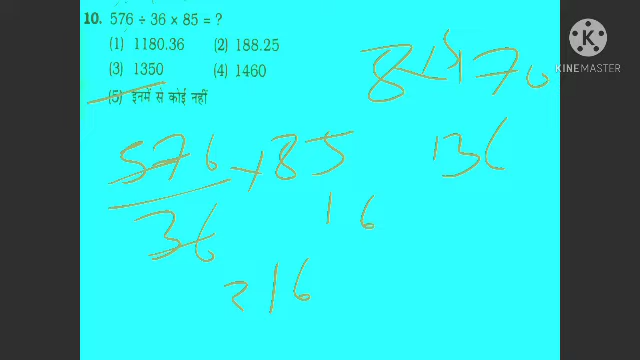 10. 576 ÷ 36 × 85 = ?
(1) 1180.36 (2) 188.25
(3) 1350 (4) 1460
(5) इनमें से कोई नहीं
K
KINEMASTER
576 + 85
36
16
216
136